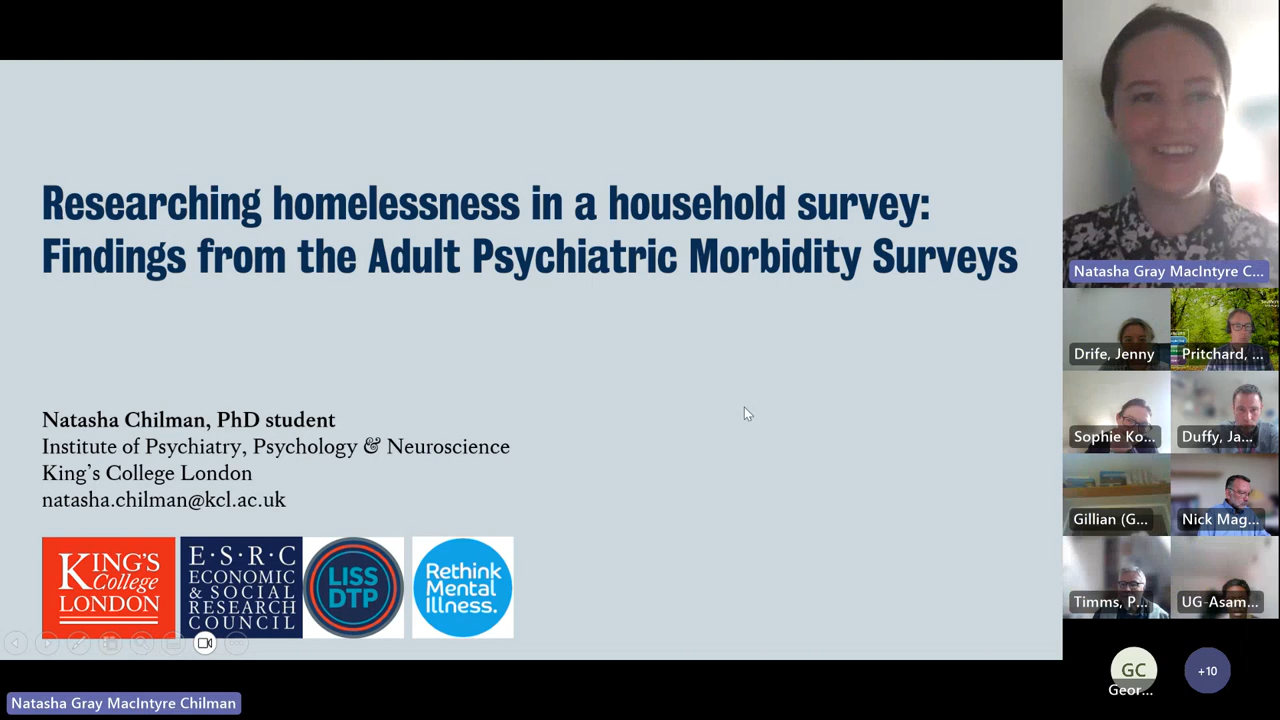 Researching homelessness in a household survey:
Findings from the Adult Psychiatric Morbidity Surveys
Natasha Chilman, PhD student
Institute of Psychiatry, Psychology & Neuroscience
King's College London
natasha.chilman@kcl.ac.uk
KING'S
College
LONDON
E·S·R·C
ECONOMIC
& SOCIAL
RESEARCH
COUNCIL
LISS
DTP
Rethink
Mental
Illness.
Natasha Gray MacIntyre Chilman
Natasha Gray MacIntyre C...
Drife, Jenny
Pritchard, ...
Sophie Ko...
Duffy, Ja...
Gillian (G...
Nick Mag...
Timms, P...
UG-Asam...
GC
Geor...
+10